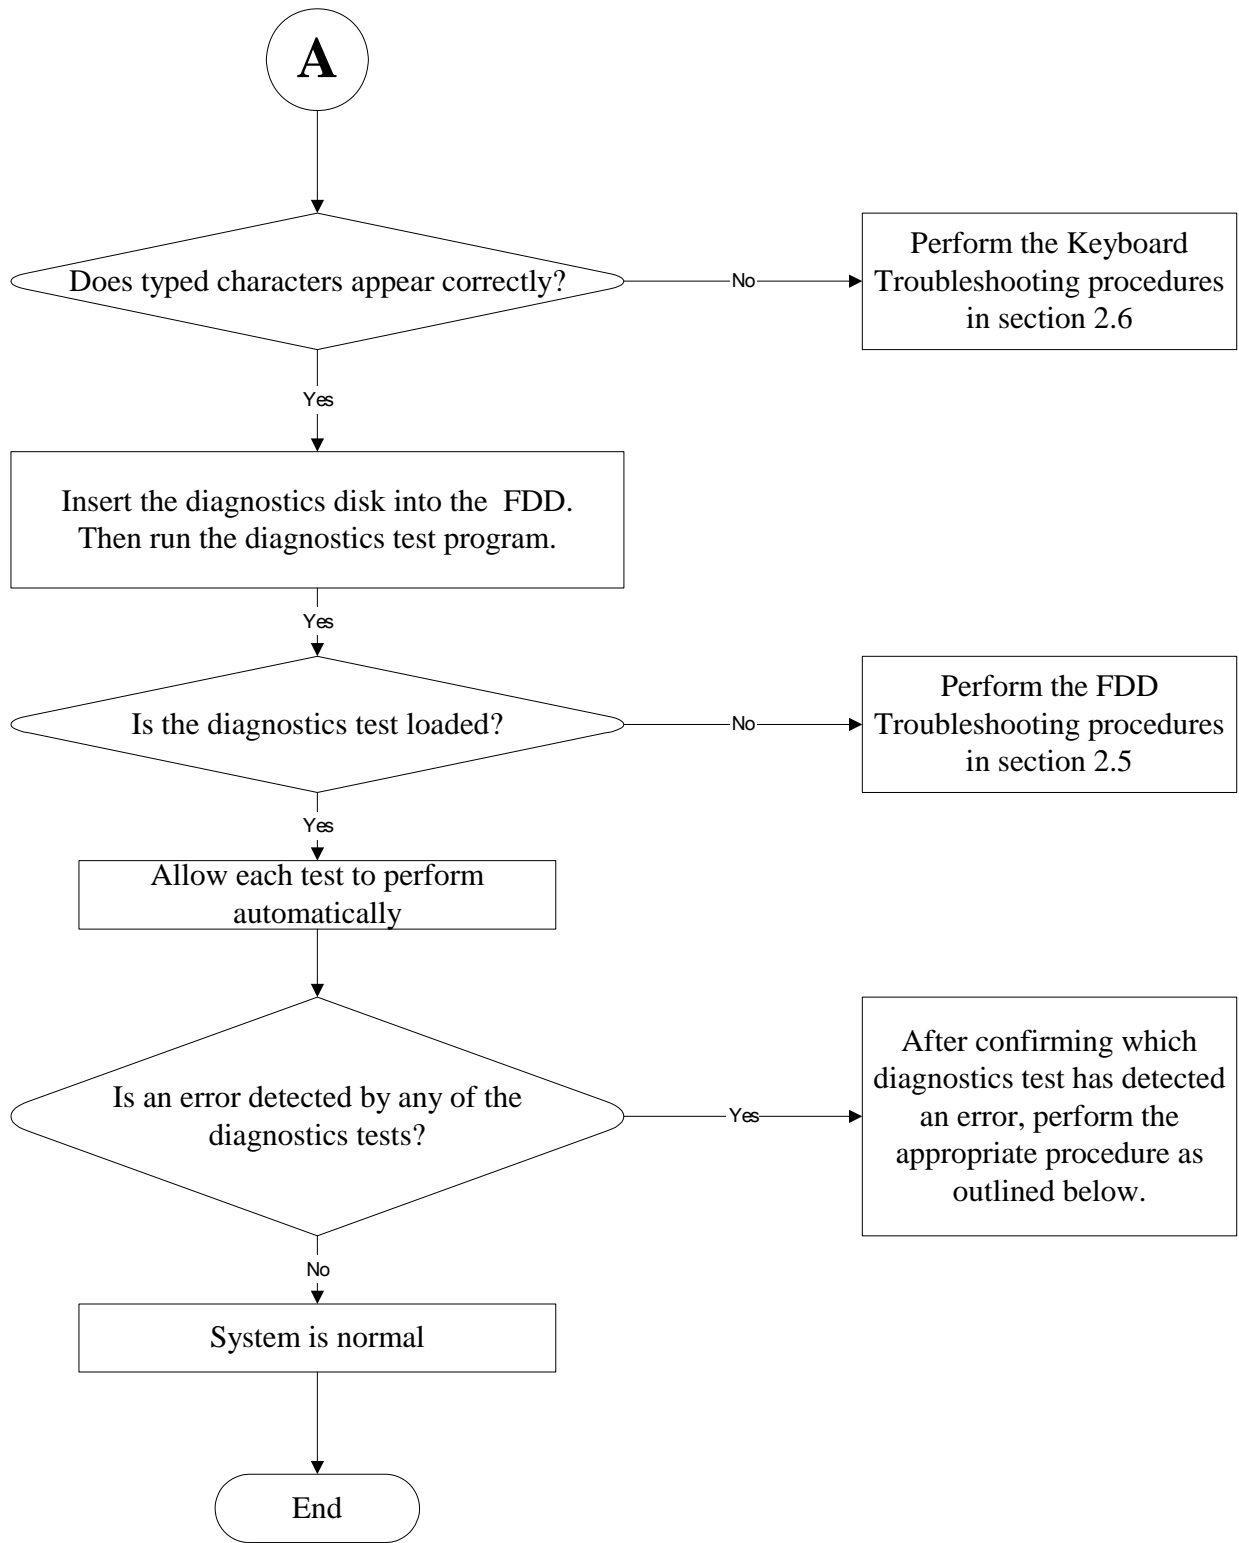 A
Does typed characters appear correctly?
No
Perform the Keyboard
Troubleshooting procedures
in section 2.6
Yes
Insert the diagnostics disk into the FDD.
Then run the diagnostics test program.
Yes
Is the diagnostics test loaded?
No
Perform the FDD
Troubleshooting procedures
in section 2.5
Yes
Allow each test to perform
automatically
Is an error detected by any of the
diagnostics tests?
Yes
After confirming which
diagnostics test has detected
an error, perform the
appropriate procedure as
outlined below.
No
System is normal
End